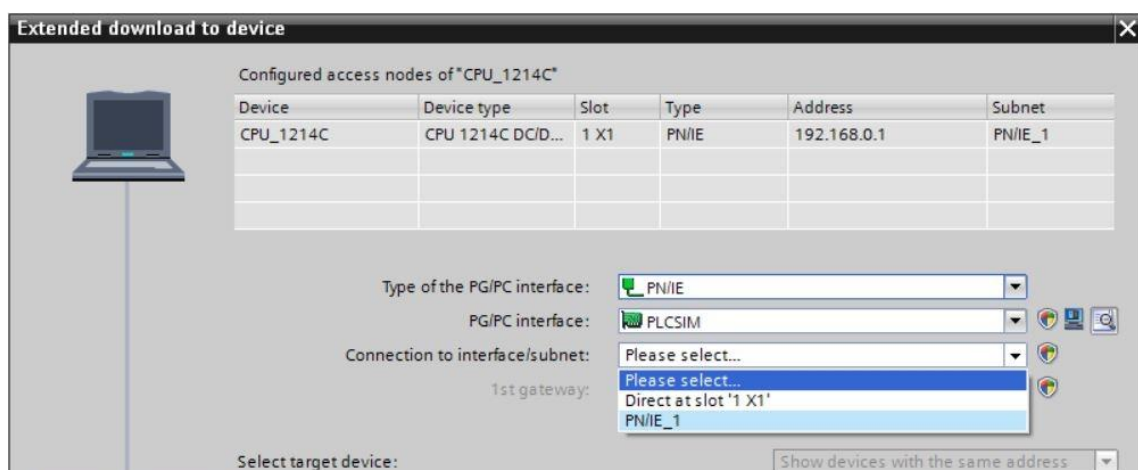 Extended download to device
Configured access nodes of "CPU_1214C"
Device Device type Slot Type Address Subnet
CPU_1214C CPU 1214C DC/D... 1 X1 PN/IE 192.168.0.1 PN/IE_1
Type of the PG/PC interface: PN/IE
PG/PC interface: PLCSIM
Connection to interface/subnet: Please select...
Please select...
1st gateway:
Direct at slot '1 X1'
PN/IE_1
Select target device: Show devices with the same address